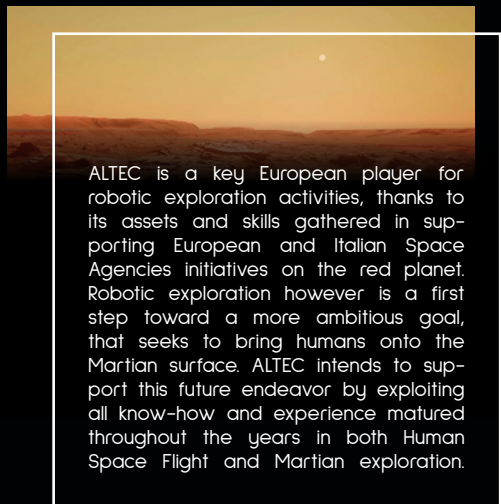 ALTEC is a key European player for
robotic exploration activities, thanks to
its assets and skills gathered in sup-
porting European and Italian Space
Agencies initiatives on the red planet.
Robotic exploration however is a first
step toward a more ambitious goal,
that seeks to bring humans onto the
Martian surface. ALTEC intends to sup-
port this future endeavor by exploiting
all know-how and experience matured
throughout the years in both Human
Space Flight and Martian exploration.